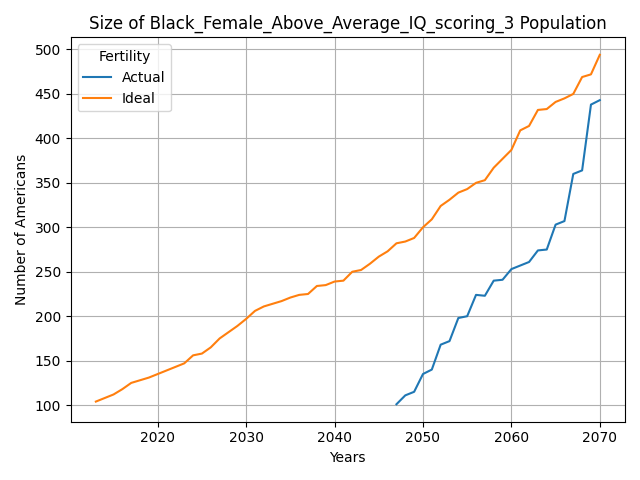 Size of Black_Female_Above_Average_IQ_scoring_3 Population
Fertility
Actual
Ideal
Number of Americans
500
450
400
350
300
250
200
150
100
2020 2030 2040 2050 2060 2070
Years